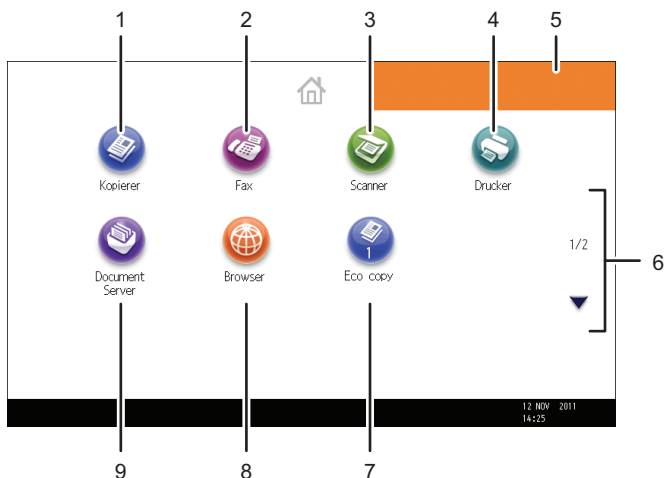 1 2 3 4 5
Kopierer Fax Scanner Drucker
1/2
6
Document Server Browser Eco copy
1
12 NOV 2011
14:25
9 8 7